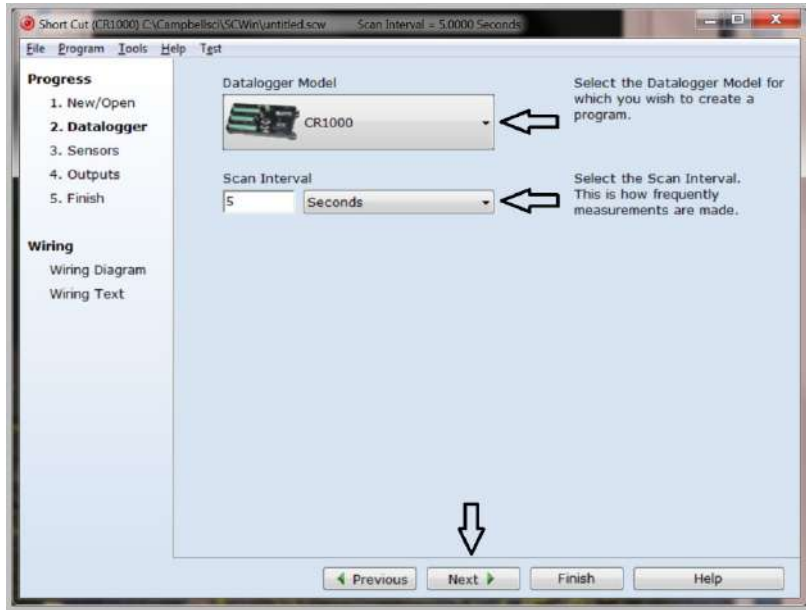 Short Cut (CR1000) C:\Campbellsci\SCWin\untitled.scw Scan Interval = 5.0000 Seconds
File Program Tools Help Test
Progress
1. New/Open
2. Datalogger
3. Sensors
4. Outputs
5. Finish
Wiring
Wiring Diagram
Wiring Text
Datalogger Model
CR1000
Select the Datalogger Model for
which you wish to create a
program.
Scan Interval
5 Seconds
Select the Scan Interval.
This is how frequently
measurements are made.
Previous Next Finish Help